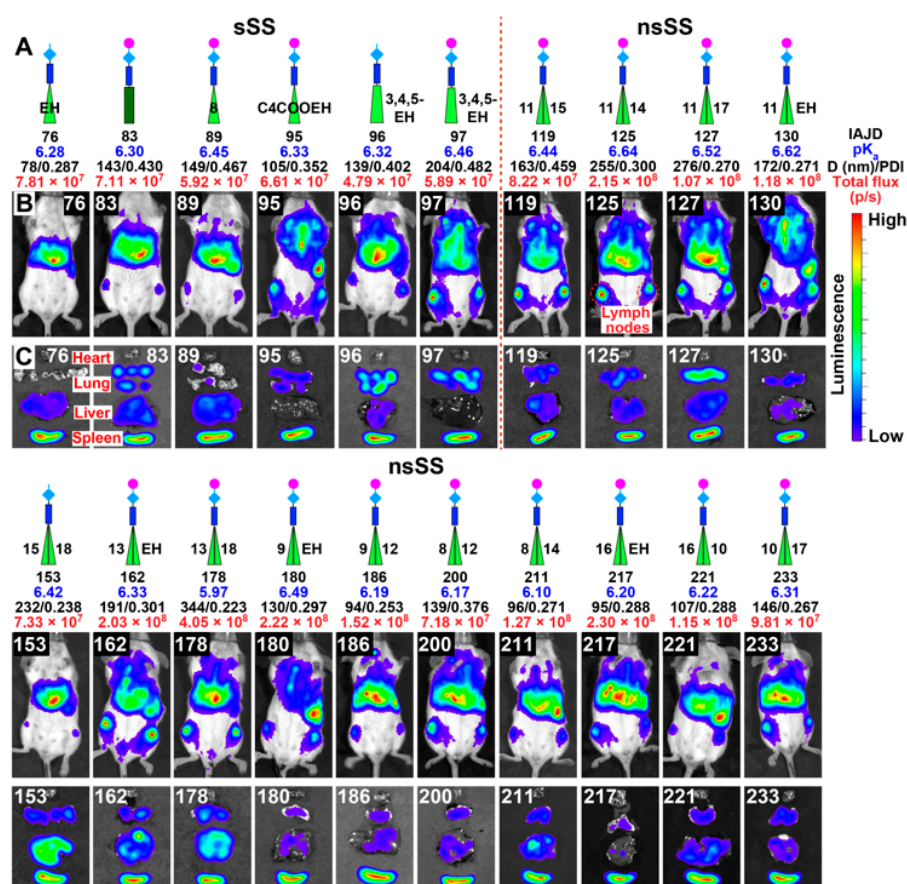 sSS nsSS
A
EH 8 C4COOEH 3,4,5-EH 3,4,5-EH 11 15 11 14 11 17 11 EH
76 83 89 95 96 97 119 125 127 130 IAJD
6.28 6.30 6.45 6.33 6.32 6.46 6.44 6.64 6.52 6.62 pKa
78/0.287 143/0.430 149/0.467 105/0.352 139/0.402 204/0.482 163/0.459 255/0.300 276/0.270 172/0.271 D (nm)/PDI
7.81 × 10⁷ 7.11 × 10⁷ 5.92 × 10⁷ 6.61 × 10⁷ 4.79 × 10⁷ 5.89 × 10⁷ 8.22 × 10⁷ 2.15 × 10⁸ 1.07 × 10⁸ 1.18 × 10⁸ Total flux
(p/s)
B 76 83 89 95 96 97 119 125 127 130
High
Luminescence
Low
Lymph
nodes
C 76 83 89 95 96 97 119 125 127 130
Heart
Lung
Liver
Spleen
nsSS
15 18 13 EH 13 18 9 EH 9 12 8 12 8 14 16 EH 16 10 10 17
153 162 178 180 186 200 211 217 221 233
6.42 6.33 5.97 6.49 6.19 6.17 6.10 6.20 6.22 6.31
232/0.238 191/0.301 344/0.223 130/0.297 94/0.253 139/0.376 96/0.271 95/0.288 107/0.288 146/0.267
7.33 × 10⁷ 2.03 × 10⁸ 4.05 × 10⁸ 2.22 × 10⁸ 1.52 × 10⁸ 7.18 × 10⁷ 1.27 × 10⁸ 2.30 × 10⁸ 1.15 × 10⁸ 9.81 × 10⁷
153 162 178 180 186 200 211 217 221 233
153 162 178 180 186 200 211 217 221 233